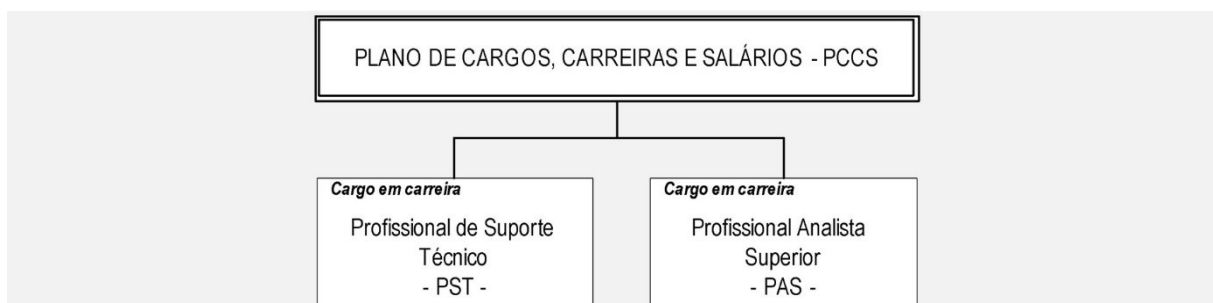 PLANO DE CARGOS, CARREIRAS E SALÁRIOS - PCCS
Cargo em carreira
Profissional de Suporte
Técnico
- PST -
Cargo em carreira
Profissional Analista
Superior
- PAS -